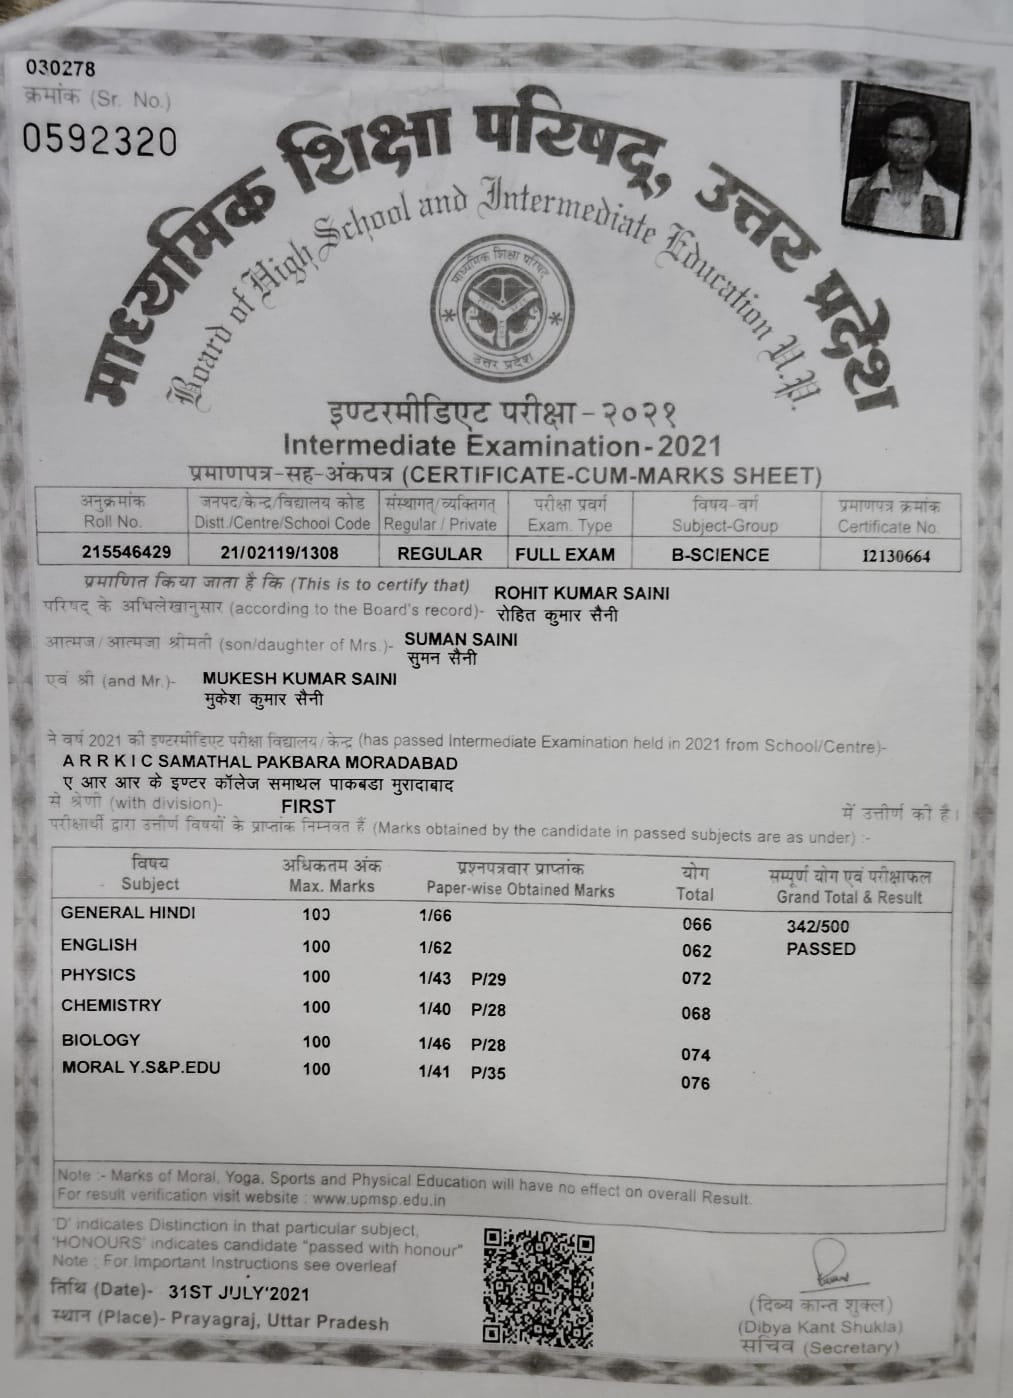 030278
क्रमांक (Sr. No.)
0592320
माध्यमिक शिक्षा परिषद्, उत्तर प्रदेश
Board of High School and Intermediate Education U.P.
माध्यमिक शिक्षा परिषद
उत्तर प्रदेश
इण्टरमीडिएट परीक्षा - २०२१
Intermediate Examination - 2021
प्रमाणपत्र-सह-अंकपत्र (CERTIFICATE-CUM-MARKS SHEET)
अनुक्रमांक जनपद/केन्द्र/विद्यालय कोड संस्थागत/व्यक्तिगत परीक्षा प्रवर्ग विषय-वर्ग प्रमाणपत्र क्रमांक
Roll No. Distt./Centre/School Code Regular / Private Exam. Type Subject-Group Certificate No.
215546429 21/02119/1308 REGULAR FULL EXAM B-SCIENCE I2130664
प्रमाणित किया जाता है कि (This is to certify that) ROHIT KUMAR SAINI
परिषद् के अभिलेखानुसार (according to the Board's record)- रोहित कुमार सैनी
आत्मज/आत्मजा श्रीमती (son/daughter of Mrs.)- SUMAN SAINI
सुमन सैनी
एवं श्री (and Mr.)- MUKESH KUMAR SAINI
मुकेश कुमार सैनी
ने वर्ष 2021 की इण्टरमीडिएट परीक्षा विद्यालय/केन्द्र (has passed Intermediate Examination held in 2021 from School/Centre)-
A R R K I C SAMATHAL PAKBARA MORADABAD
ए आर आर के इण्टर कॉलेज समाथल पाकबडा मुरादाबाद
से श्रेणी (with division)- FIRST में उत्तीर्ण की है।
परीक्षार्थी द्वारा उत्तीर्ण विषयों के प्राप्तांक निम्नवत हैं (Marks obtained by the candidate in passed subjects are as under) :-
विषय अधिकतम अंक प्रश्नपत्रवार प्राप्तांक योग सम्पूर्ण योग एवं परीक्षाफल
Subject Max. Marks Paper-wise Obtained Marks Total Grand Total & Result
GENERAL HINDI 100 1/66 066 342/500
ENGLISH 100 1/62 062 PASSED
PHYSICS 100 1/43 P/29 072
CHEMISTRY 100 1/40 P/28 068
BIOLOGY 100 1/46 P/28 074
MORAL Y.S&P.EDU 100 1/41 P/35 076
Note :- Marks of Moral, Yoga, Sports and Physical Education will have no effect on overall Result.
For result verification visit website : www.upmsp.edu.in
'D' indicates Distinction in that particular subject,
'HONOURS' indicates candidate "passed with honour"
Note : For Important Instructions see overleaf
तिथि (Date)- 31ST JULY'2021
स्थान (Place)- Prayagraj, Uttar Pradesh
(दिव्य कान्त शुक्ल)
(Dibya Kant Shukla)
सचिव (Secretary)